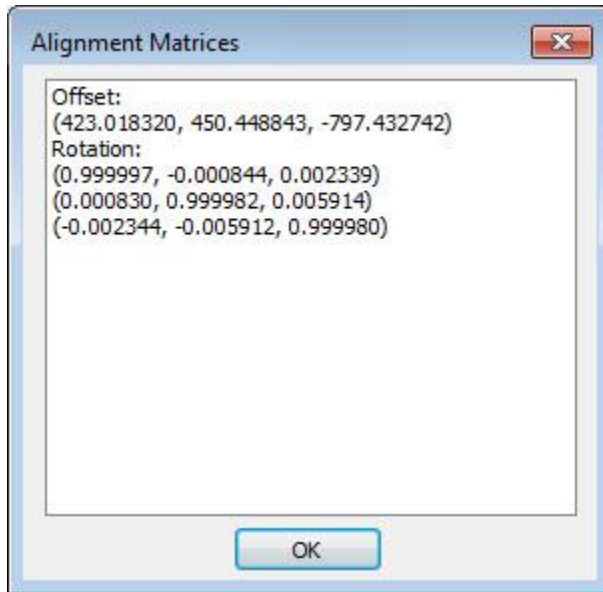 Alignment Matrices
Offset:
(423.018320, 450.448843, -797.432742)
Rotation:
(0.999997, -0.000844, 0.002339)
(0.000830, 0.999982, 0.005914)
(-0.002344, -0.005912, 0.999980)
OK